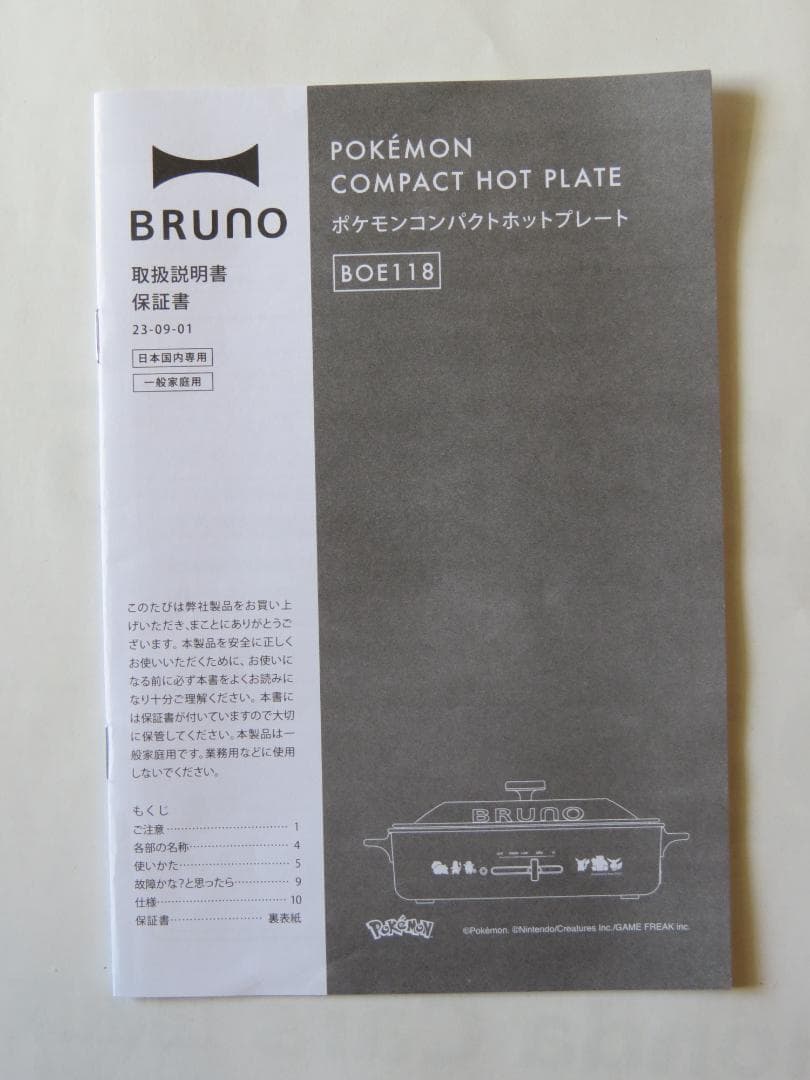 BRUNO
取扱説明書
保証書
23-09-01
日本国内専用
一般家庭用
POKÉMON
COMPACT HOT PLATE
ポケモンコンパクトホットプレート
BOE118
このたびは弊社製品をお買い上
げいただき、まことにありがとうご
ざいます。本製品を安全に正しく
お使いいただくために、お使いに
なる前に必ず本書をよくお読みに
なり十分ご理解ください。本書に
は保証書が付いていますので大切
に保管してください。本製品は一
般家庭用です。業務用などに使用
しないでください。
もくじ
ご注意 1
各部の名称 4
使いかた 5
故障かな?と思ったら 9
仕様 10
保証書 裏表紙
BRUNO
POKéMON
©Pokémon. ©Nintendo/Creatures Inc./GAME FREAK inc.